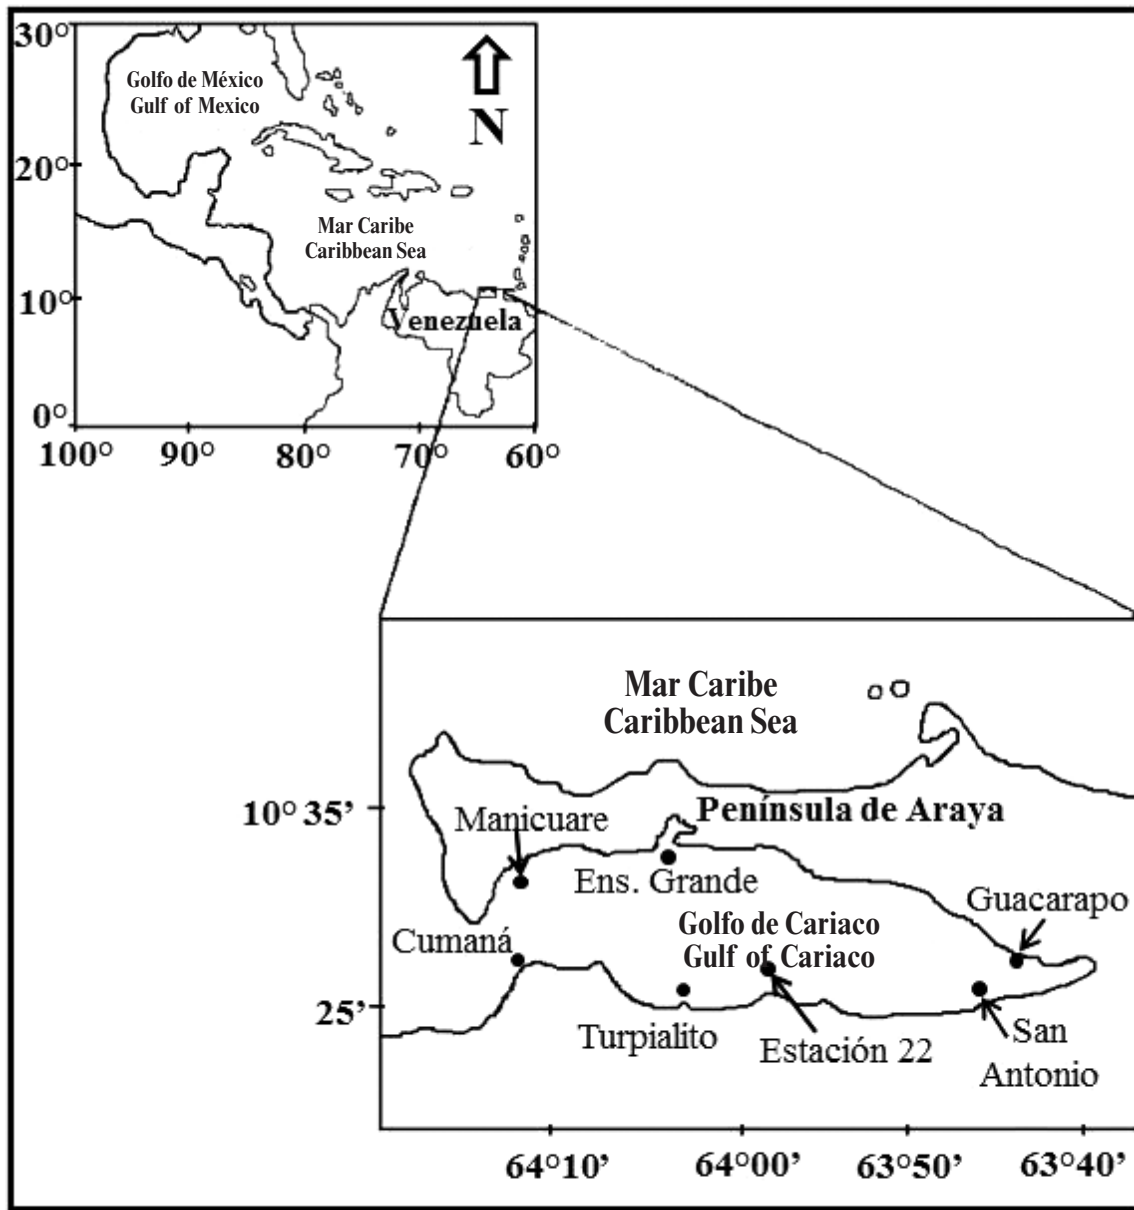 30°
Golfo de México
Gulf of Mexico
N
20°
Mar Caribe
Caribbean Sea
10°
Venezuela
0°
100° 90° 80° 70° 60°
Mar Caribe
Caribbean Sea
10° 35’
Península de Araya
Manicuare
Ens. Grande
Guacarapo
Golfo de Cariaco
Gulf of Cariaco
Cumaná
25’
Turpialito
Estación 22
San
Antonio
64°10’ 64°00’ 63°50’ 63°40’